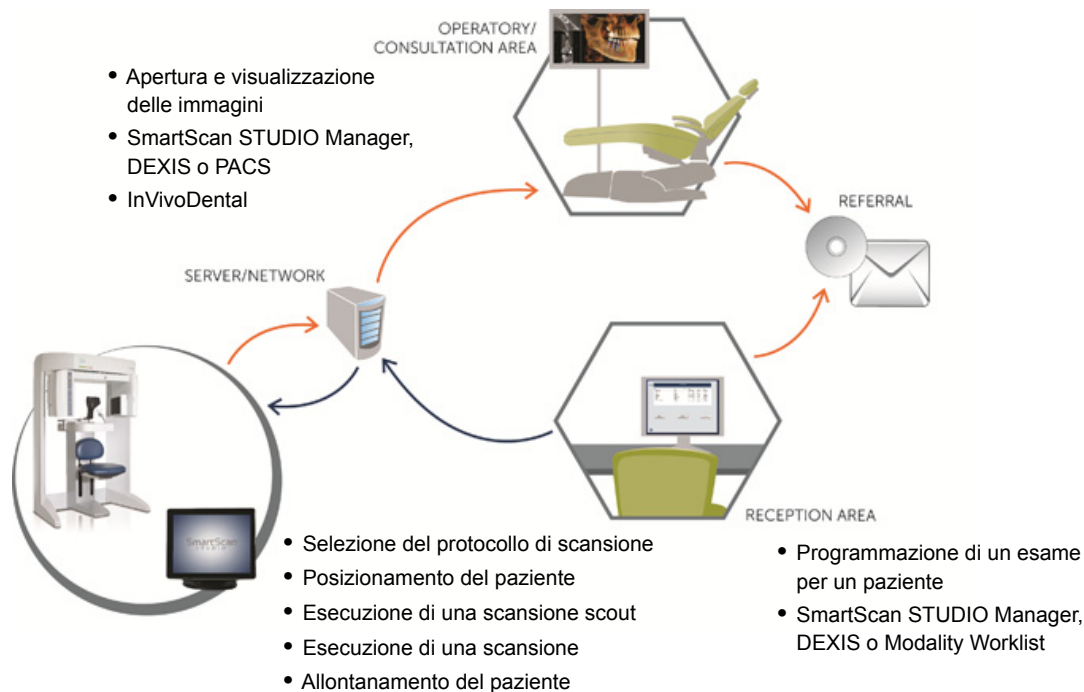 OPERATORY/
CONSULTATION AREA
• Apertura e visualizzazione
delle immagini
• SmartScan STUDIO Manager,
DEXIS o PACS
• InVivoDental
REFERRAL
SERVER/NETWORK
SmartScan
STUDIO
RECEPTION AREA
• Selezione del protocollo di scansione
• Posizionamento del paziente
• Esecuzione di una scansione scout
• Esecuzione di una scansione
• Allontanamento del paziente
• Programmazione di un esame
per un paziente
• SmartScan STUDIO Manager,
DEXIS o Modality Worklist